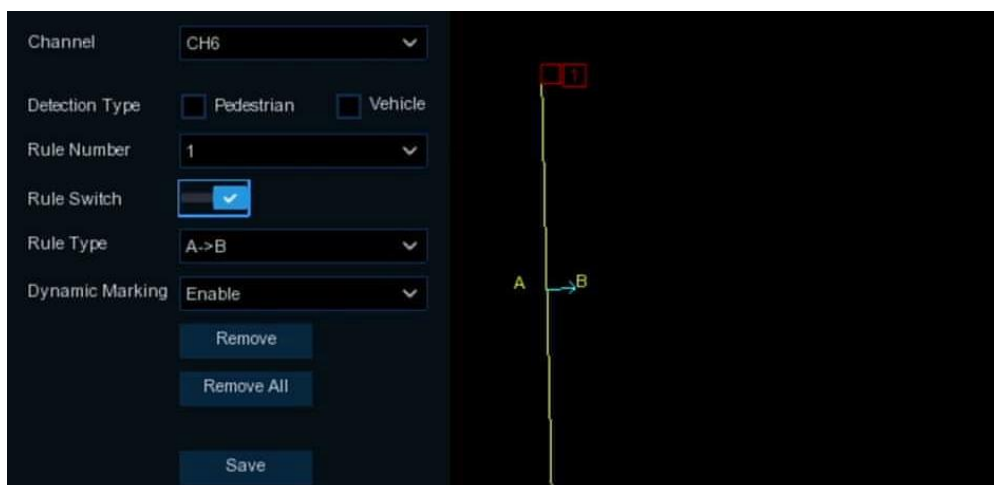 Channel CH6
1
Detection Type Pedestrian Vehicle
Rule Number 1
Rule Switch
Rule Type A->B
Dynamic Marking Enable
A B
Remove
Remove All
Save